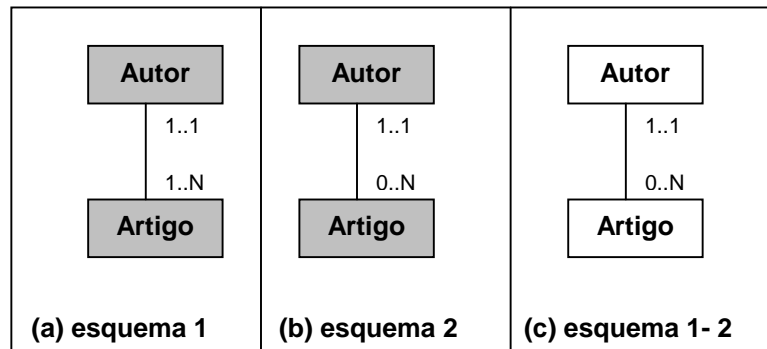 Autor
1..1
1..N
Artigo
(a) esquema 1
Autor
1..1
0..N
Artigo
(b) esquema 2
Autor
1..1
0..N
Artigo
(c) esquema 1- 2